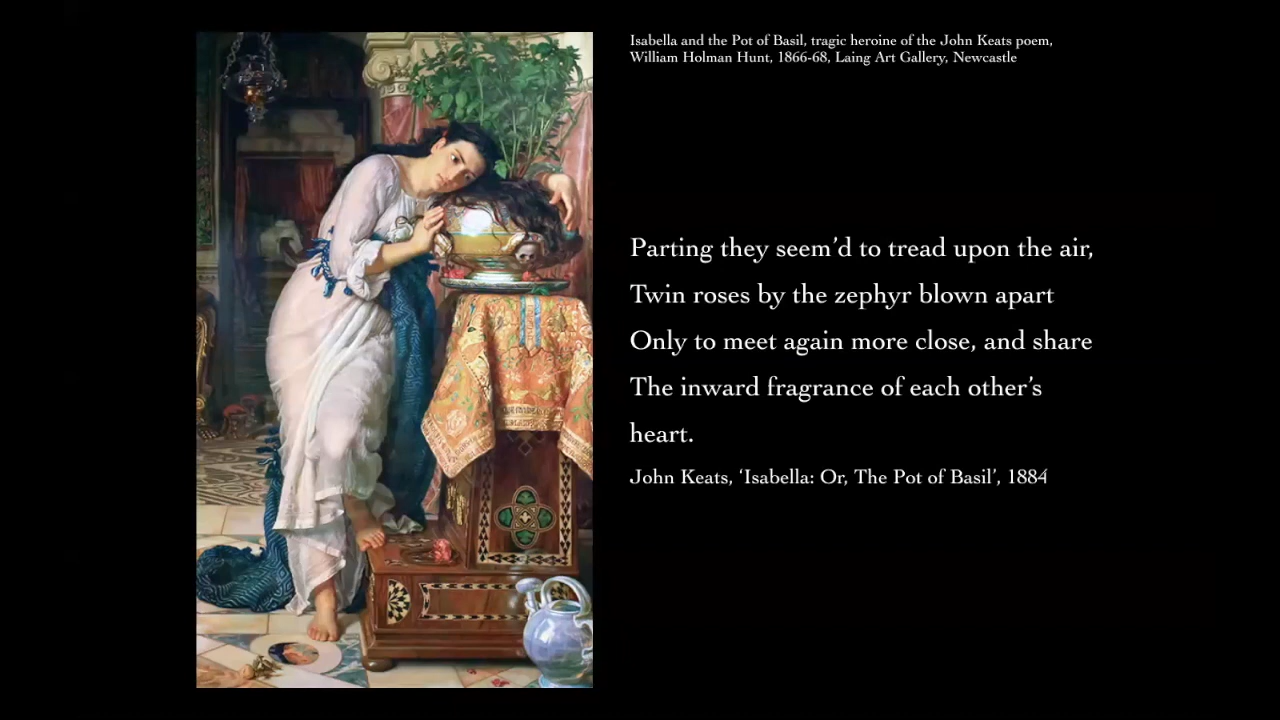 Isabella and the Pot of Basil, tragic heroine of the John Keats poem,
William Holman Hunt, 1866-68, Laing Art Gallery, Newcastle
Parting they seem’d to tread upon the air,
Twin roses by the zephyr blown apart
Only to meet again more close, and share
The inward fragrance of each other’s
heart.
John Keats, ‘Isabella: Or, The Pot of Basil’, 1884